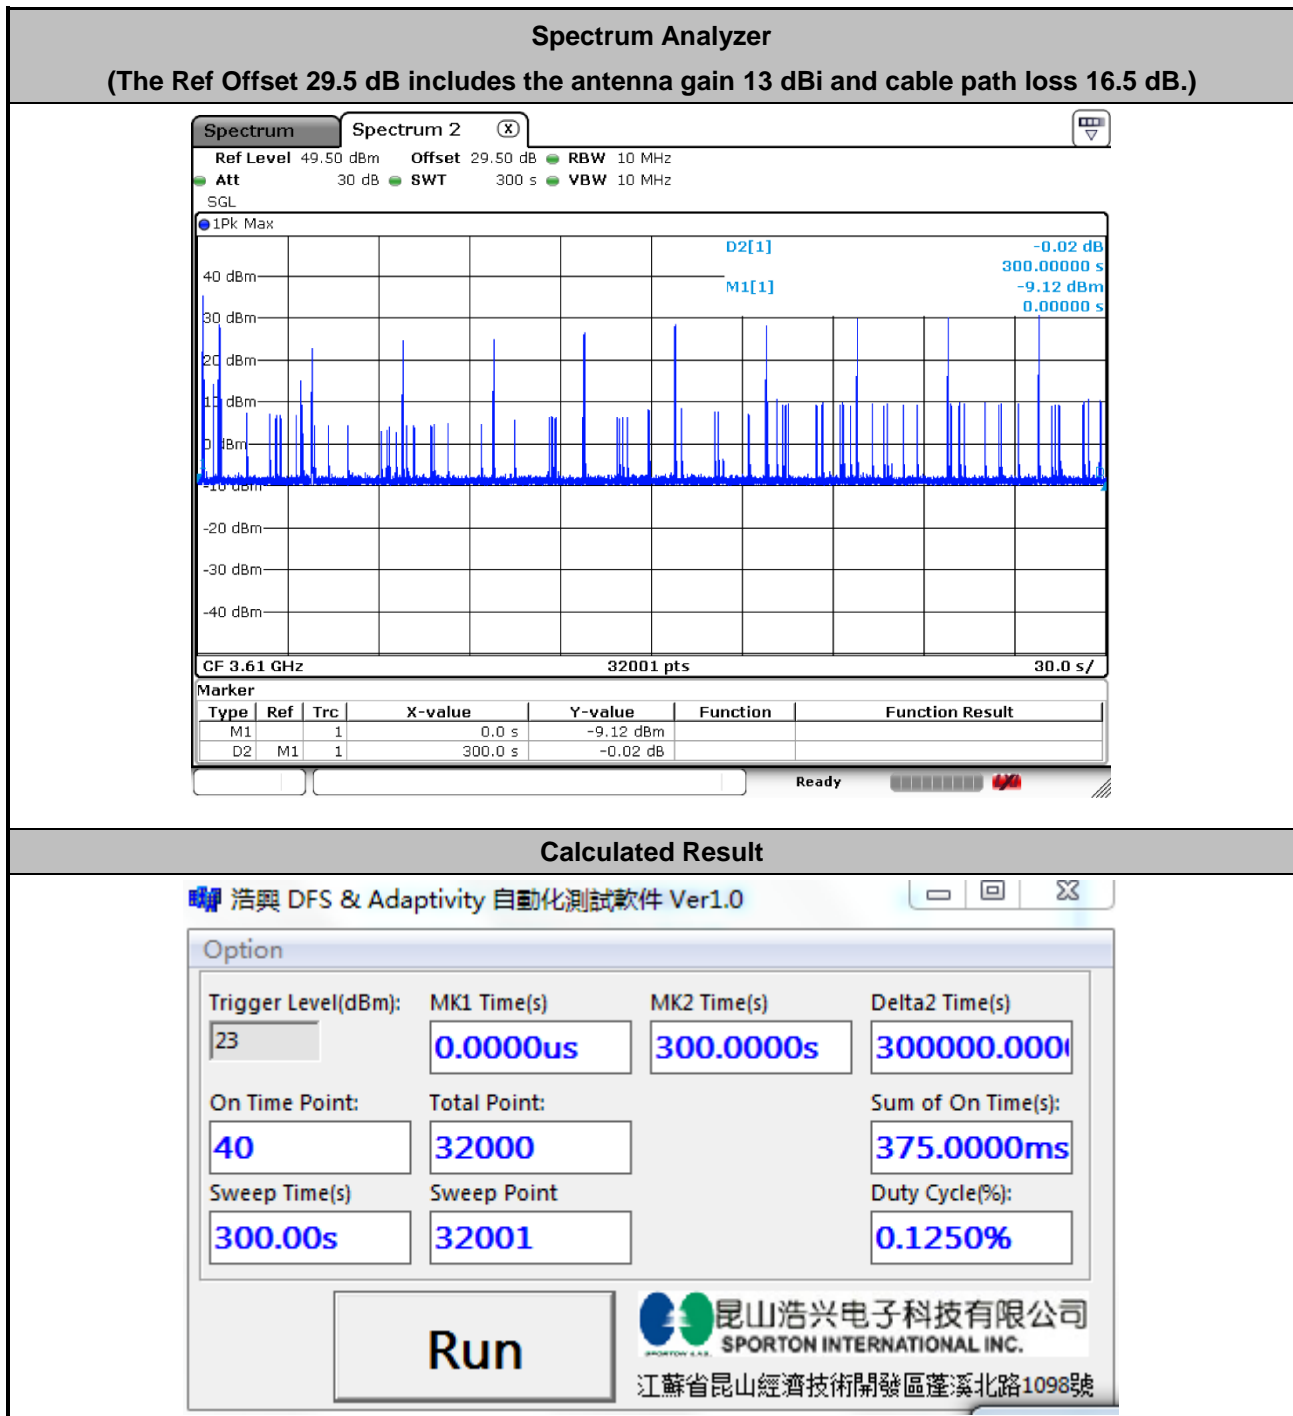 Spectrum Analyzer
(The Ref Offset 29.5 dB includes the antenna gain 13 dBi and cable path loss 16.5 dB.)
Spectrum Spectrum 2 X
Ref Level 49.50 dBm Offset 29.50 dB RBW 10 MHz
Att 30 dB SWT 300 s VBW 10 MHz
SGL
1Pk Max
D2[1] -0.02 dB
300.00000 s
40 dBm
M1[1] -9.12 dBm
0.00000 s
30 dBm
20 dBm
10 dBm
0 dBm
-10 dBm
-20 dBm
-30 dBm
-40 dBm
CF 3.61 GHz 32001 pts 30.0 s/
Marker
Type Ref Trc X-value Y-value Function Function Result
M1 1 0.0 s -9.12 dBm
D2 M1 1 300.0 s -0.02 dB
Ready
Calculated Result
浩興 DFS & Adaptivity 自動化測試軟件 Ver1.0
Option
Trigger Level(dBm): MK1 Time(s) MK2 Time(s) Delta2 Time(s)
23 0.0000us 300.0000s 300000.000
On Time Point: Total Point: Sum of On Time(s):
40 32000 375.0000ms
Sweep Time(s) Sweep Point Duty Cycle(%):
300.00s 32001 0.1250%
Run
昆山浩兴电子科技有限公司
SPORTON INTERNATIONAL INC.
江蘇省昆山經濟技術開發區蓬溪北路1098號